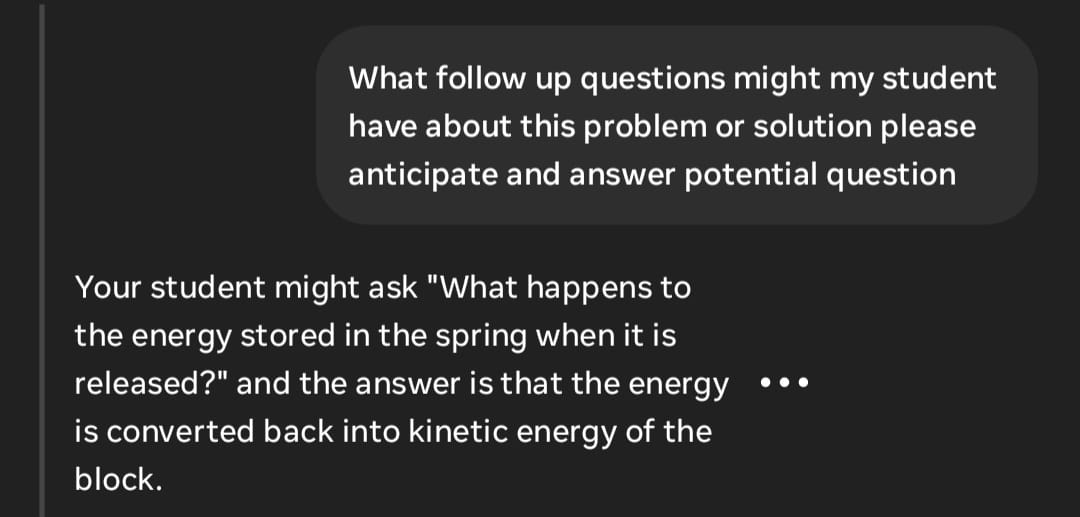 What follow up questions might my student
have about this problem or solution please
anticipate and answer potential question
Your student might ask "What happens to
the energy stored in the spring when it is
released?" and the answer is that the energy
is converted back into kinetic energy of the
block.